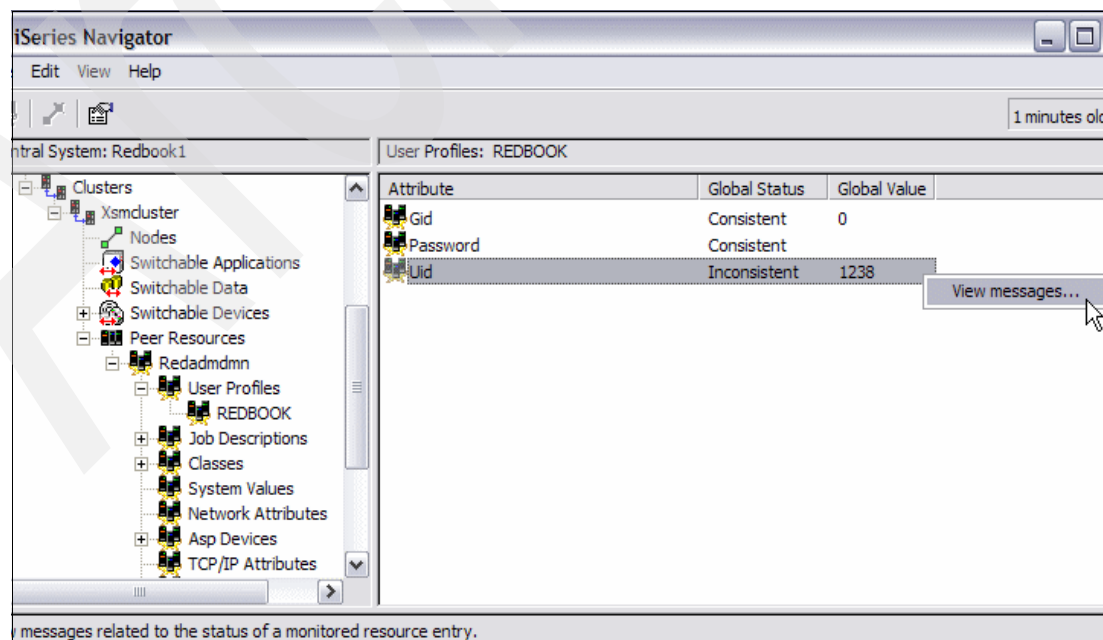 iSeries Navigator
Edit View Help
1 minutes old
ntral System: Redbook1
User Profiles: REDBOOK
Attribute Global Status Global Value
Gid Consistent 0
Password Consistent
Uid Inconsistent 1238
View messages...
Clusters
Xsmcluster
Nodes
Switchable Applications
Switchable Data
Switchable Devices
Peer Resources
Redadmdmn
User Profiles
REDBOOK
Job Descriptions
Classes
System Values
Network Attributes
Asp Devices
TCP/IP Attributes
messages related to the status of a monitored resource entry.